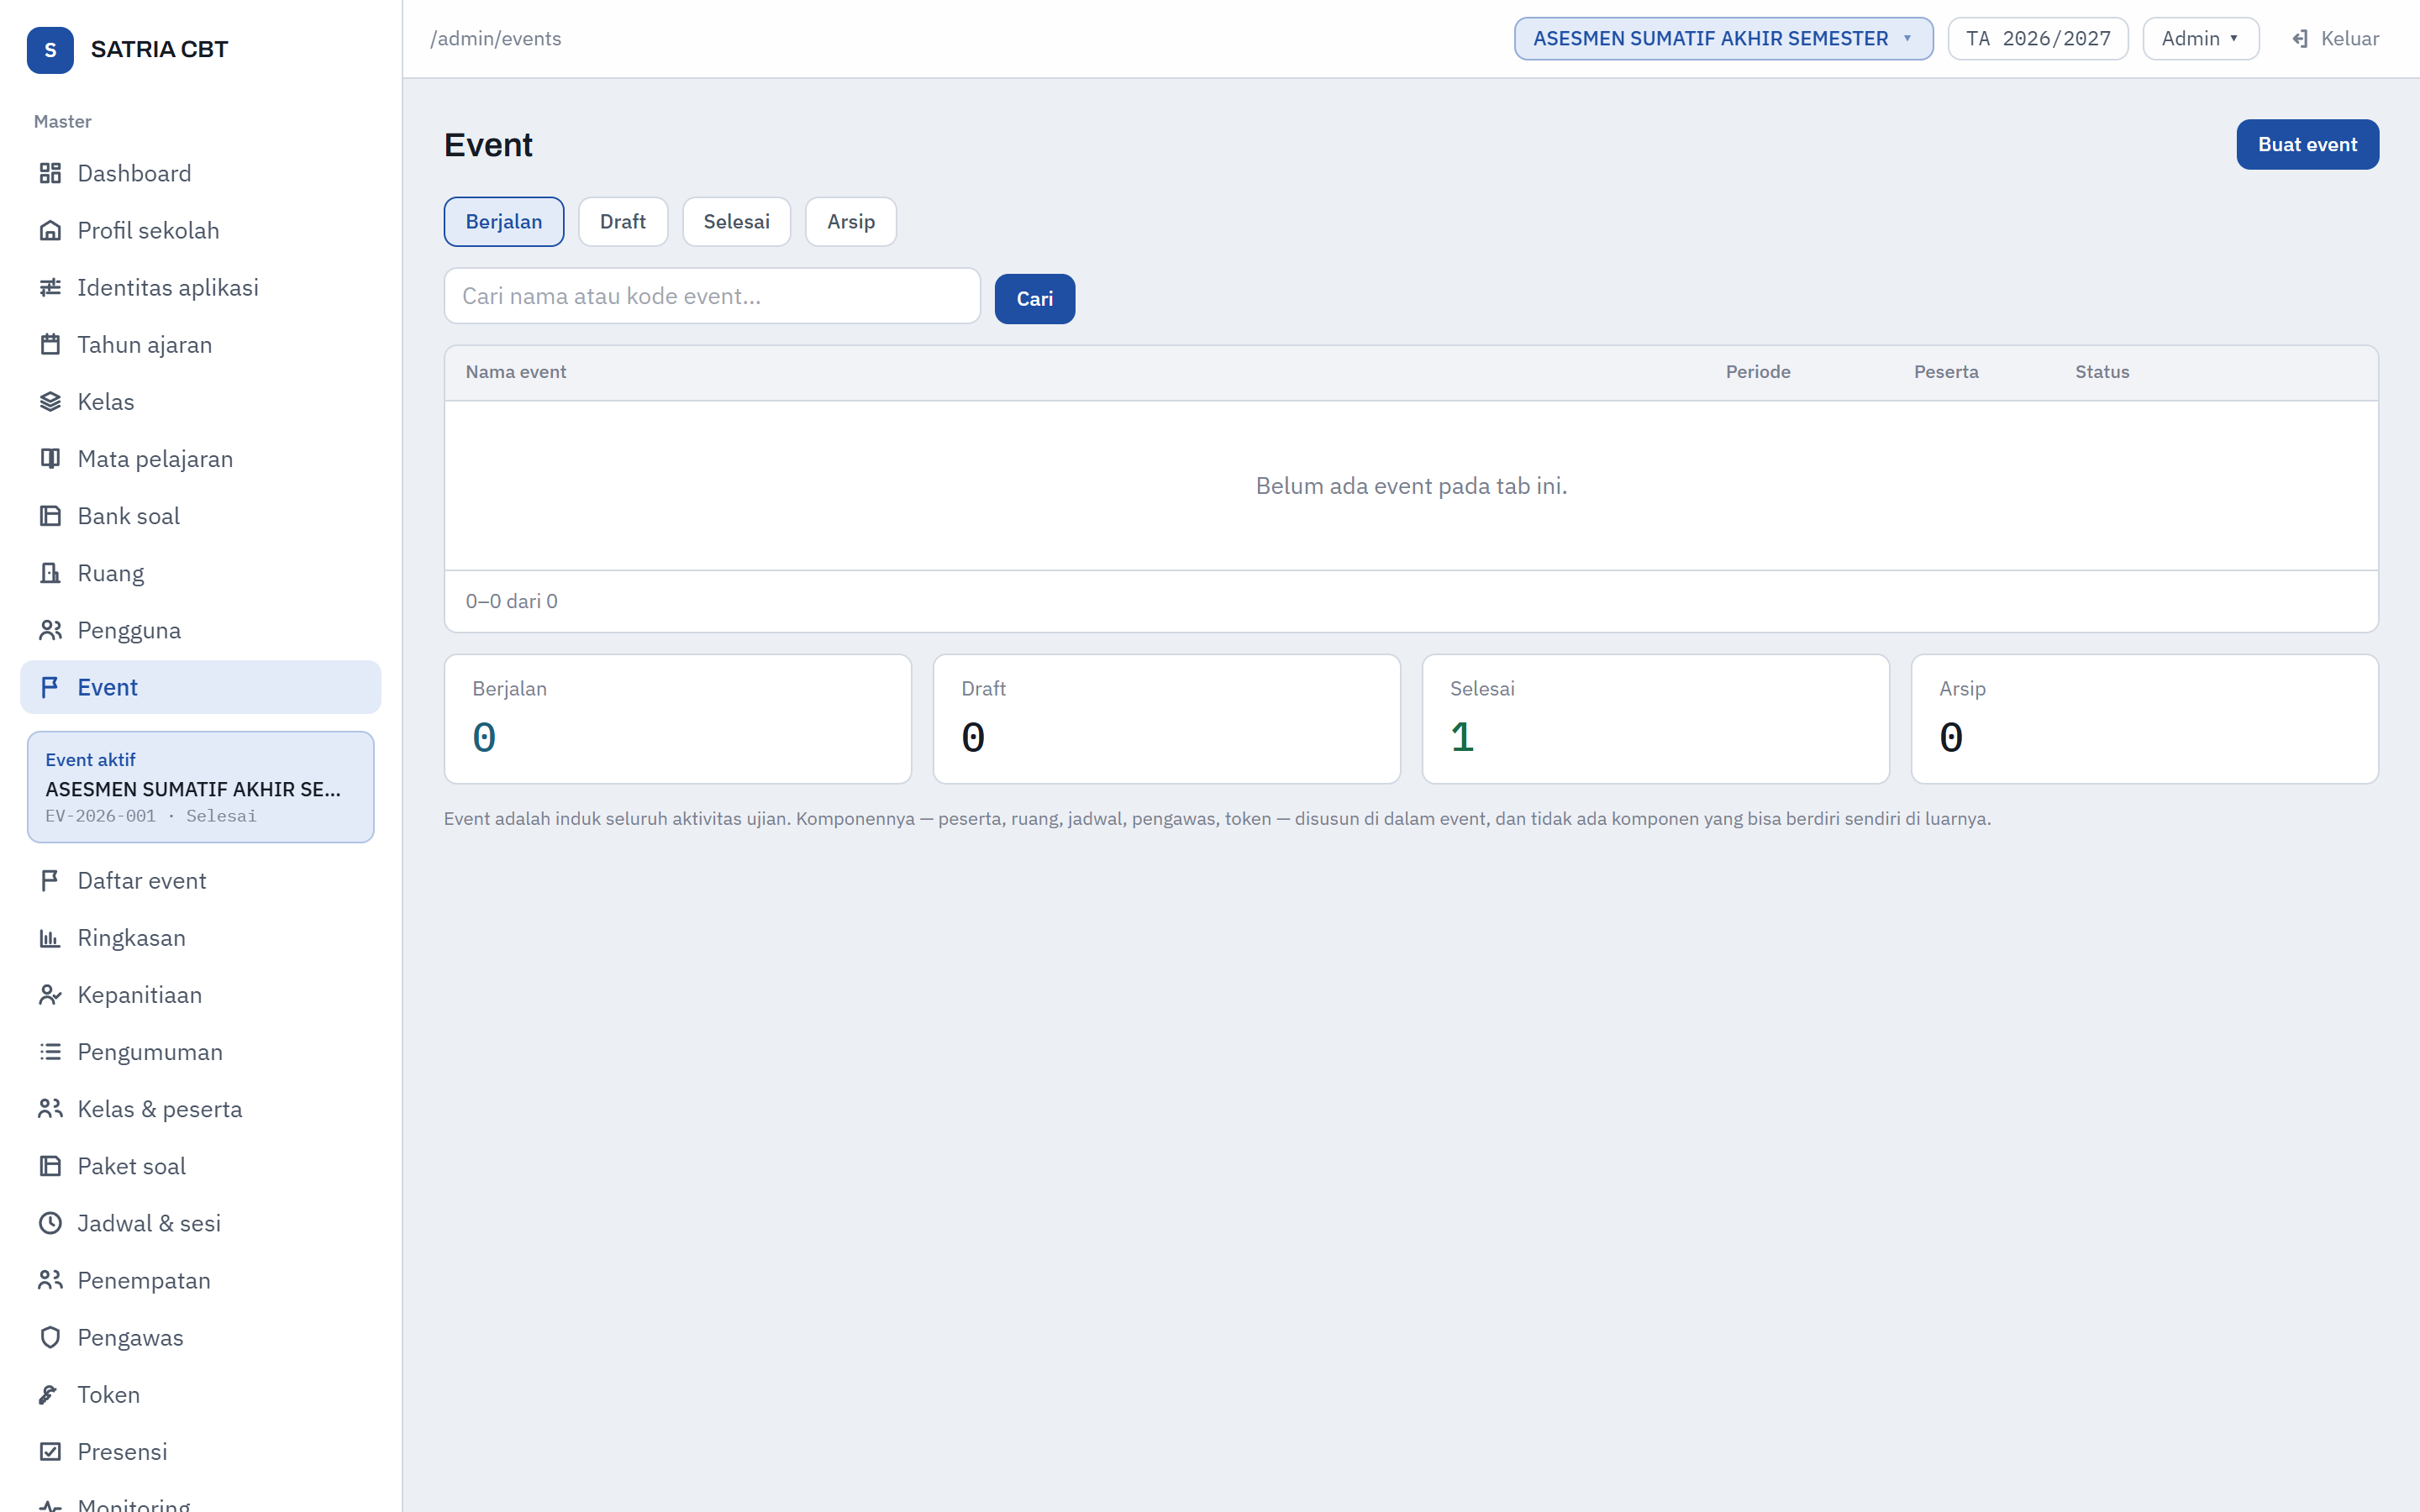 S
SATRIA CBT
Master
Dashboard
Profil sekolah
Identitas aplikasi
Tahun ajaran
Kelas
Mata pelajaran
Bank soal
Ruang
Pengguna
Event
Event aktif
ASESMEN SUMATIF AKHIR SE...
EV-2026-001 · Selesai
Daftar event
Ringkasan
Kepanitiaan
Pengumuman
Kelas & peserta
Paket soal
Jadwal & sesi
Penempatan
Pengawas
Token
Presensi
Monitoring
/admin/events
ASESMEN SUMATIF AKHIR SEMESTER ▼
TA 2026/2027
Admin ▼
Keluar
Event
Buat event
Berjalan Draft Selesai Arsip
Cari nama atau kode event...
Cari
Nama event Periode Peserta Status
Belum ada event pada tab ini.
0–0 dari 0
Berjalan
0
Draft
0
Selesai
1
Arsip
0
Event adalah induk seluruh aktivitas ujian. Komponennya — peserta, ruang, jadwal, pengawas, token — disusun di dalam event, dan tidak ada komponen yang bisa berdiri sendiri di luarnya.